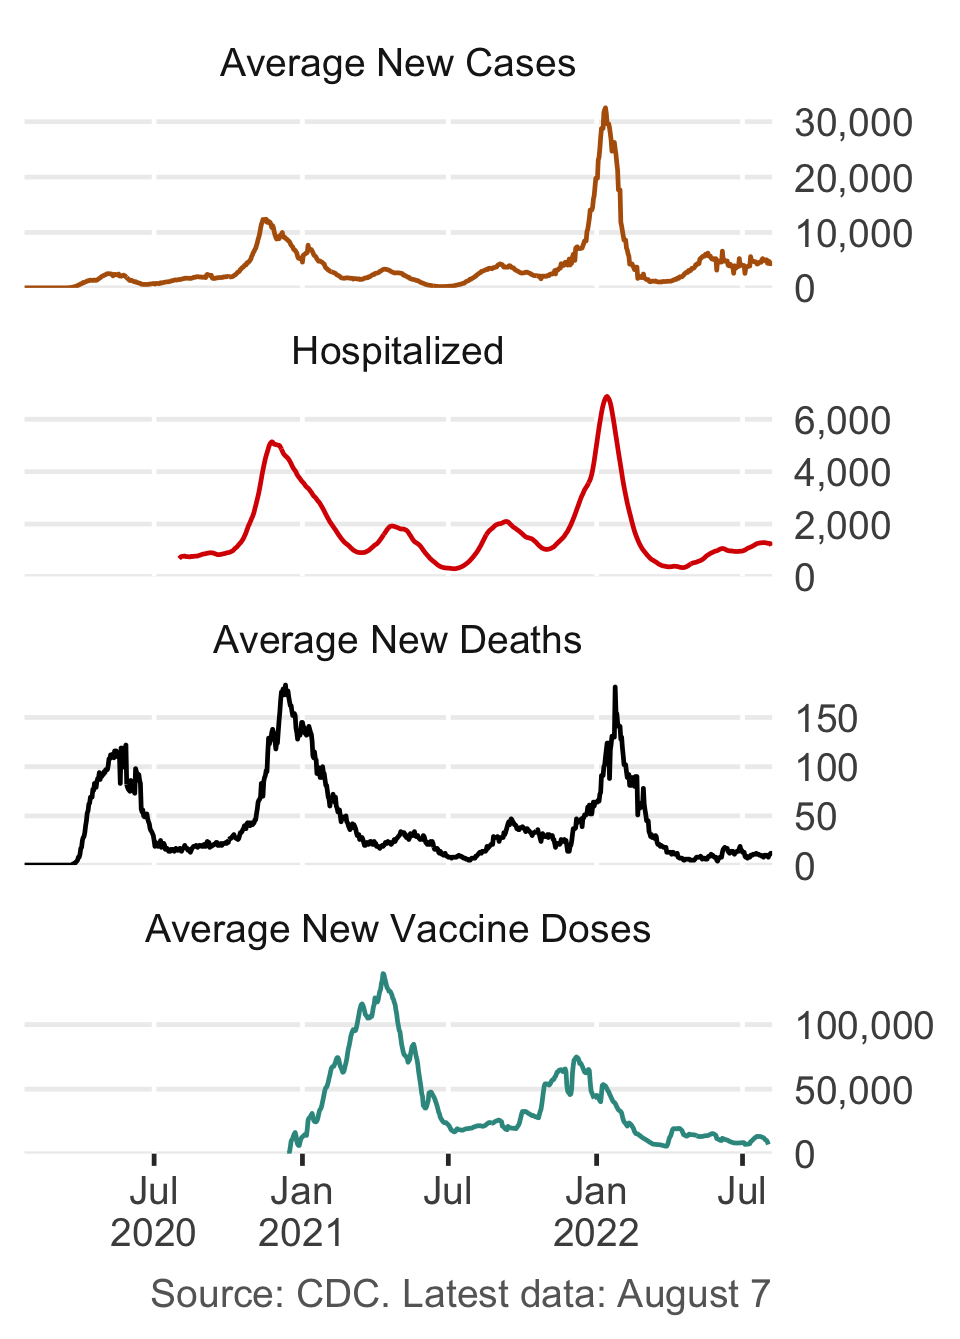 Average New Cases
30,000
20,000
10,000
0
Hospitalized
6,000
4,000
2,000
0
Average New Deaths
150
100
50
0
Average New Vaccine Doses
100,000
50,000
0
Jul Jan Jul Jan Jul
2020 2021 2022
Source: CDC. Latest data: August 7